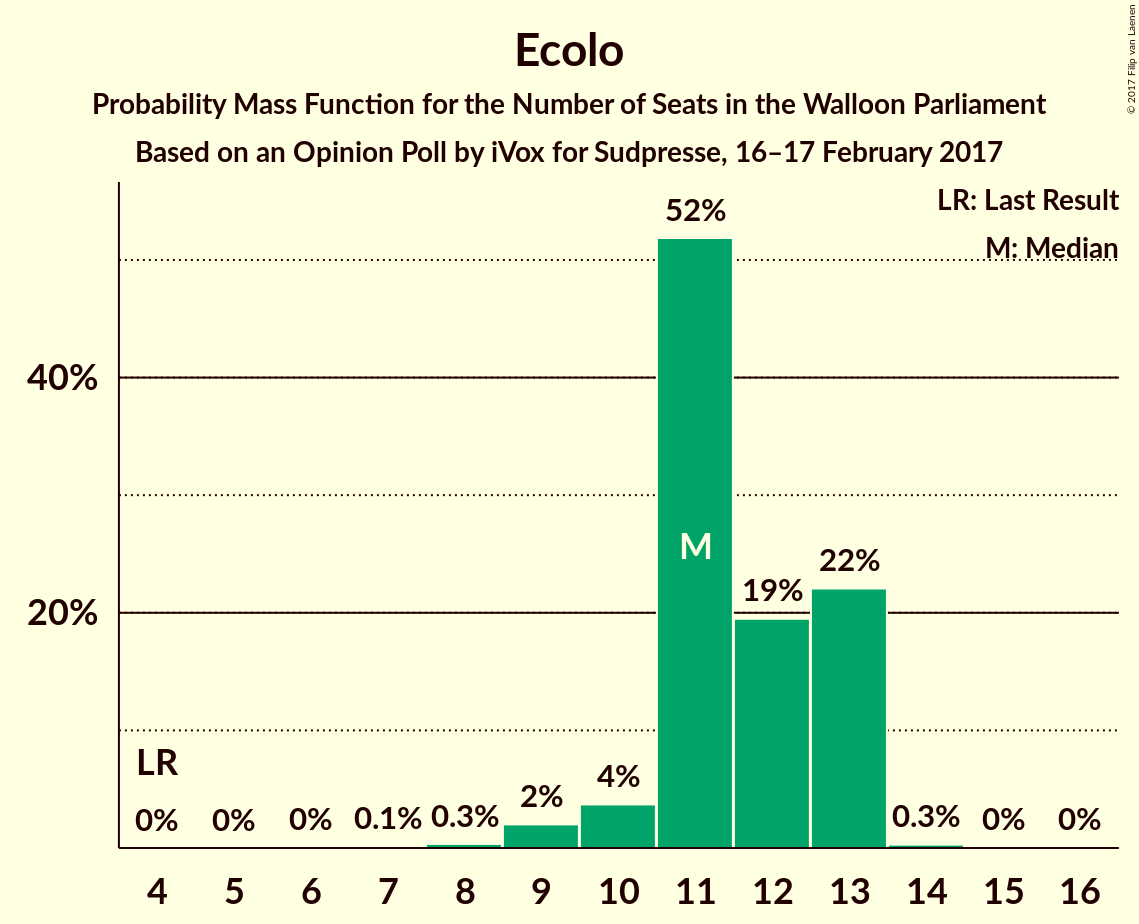 Ecolo
Probability Mass Function for the Number of Seats in the Walloon Parliament
Based on an Opinion Poll by iVox for Sudpresse, 16–17 February 2017
© 2017 Filip van Laenen
LR: Last Result
M: Median
52%
40%
M
22%
19%
20%
LR
4%
2%
0% 0% 0% 0.1% 0.3% 0.3% 0% 0%
4 5 6 7 8 9 10 11 12 13 14 15 16